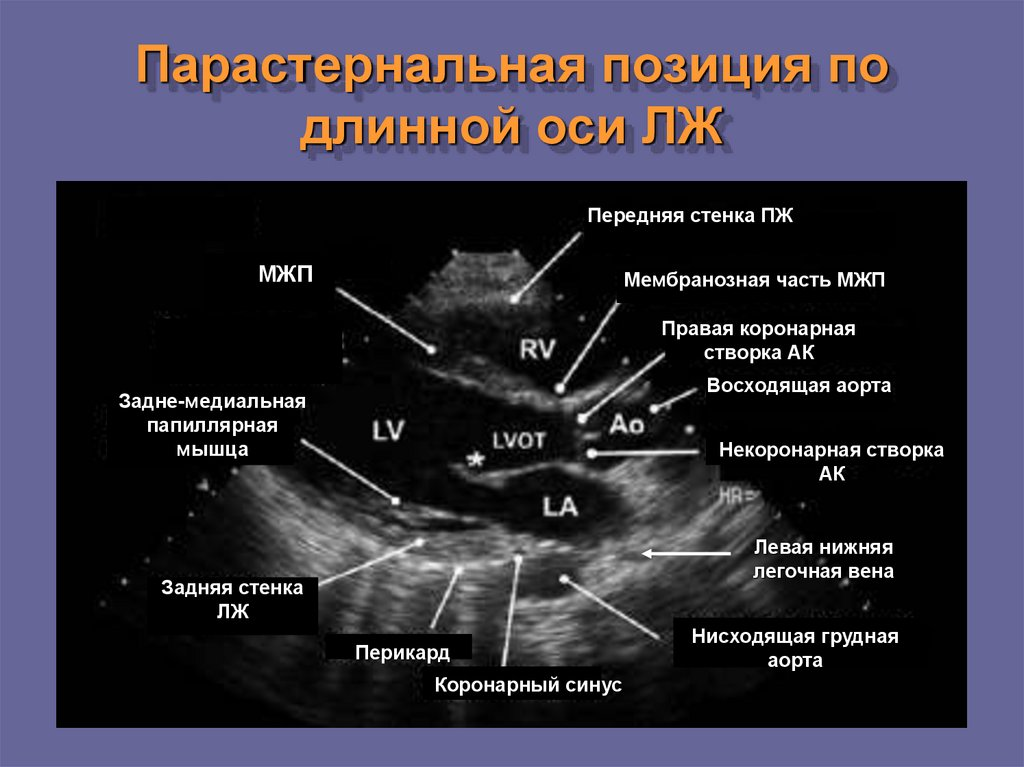 Парастернальная позиция по
длинной оси ЛЖ
Передняя стенка ПЖ
МЖП
Мембранозная часть МЖП
Правая коронарная
створка АК
RV
Восходящая аорта
Задне-медиальная
папиллярная
мышца
LV
LVOT
Ao
*
Некоронарная створка
АК
HR=
LA
Левая нижняя
легочная вена
Задняя стенка
ЛЖ
Нисходящая грудная
аорта
Перикард
Коронарный синус